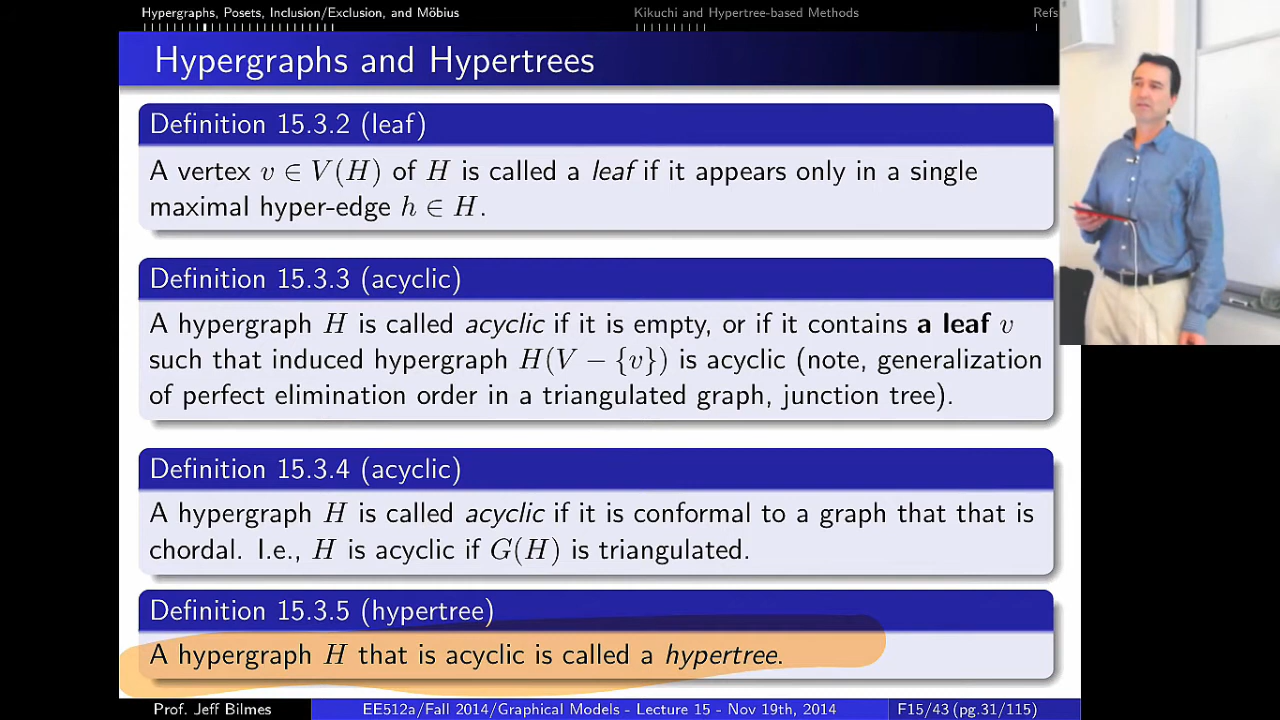 Hypergraphs, Posets, Inclusion/Exclusion, and Möbius Kikuchi and Hypertree-based Methods Refs
Hypergraphs and Hypertrees
Definition 15.3.2 (leaf)
A vertex v ∈ V(H) of H is called a leaf if it appears only in a single
maximal hyper-edge h ∈ H.
Definition 15.3.3 (acyclic)
A hypergraph H is called acyclic if it is empty, or if it contains a leaf v
such that induced hypergraph H(V − {v}) is acyclic (note, generalization
of perfect elimination order in a triangulated graph, junction tree).
Definition 15.3.4 (acyclic)
A hypergraph H is called acyclic if it is conformal to a graph that that is
chordal. I.e., H is acyclic if G(H) is triangulated.
Definition 15.3.5 (hypertree)
A hypergraph H that is acyclic is called a hypertree.
Prof. Jeff Bilmes EE512a/Fall 2014/Graphical Models - Lecture 15 - Nov 19th, 2014 F15/43 (pg.31/115)